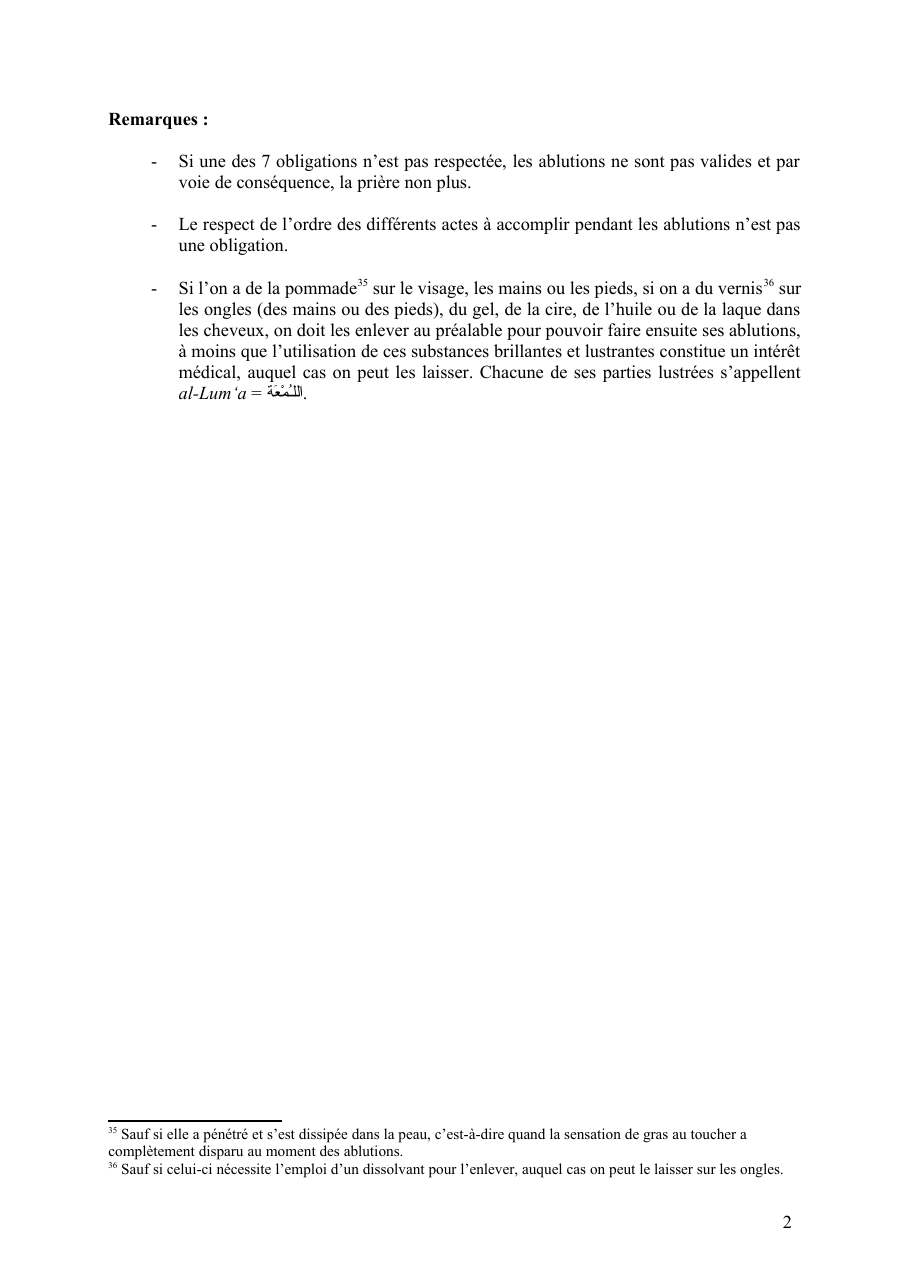 Remarques :
- Si une des 7 obligations n’est pas respectée, les ablutions ne sont pas valides et par
voie de conséquence, la prière non plus.
- Le respect de l’ordre des différents actes à accomplir pendant les ablutions n’est pas
une obligation.
- Si l’on a de la pommade35 sur le visage, les mains ou les pieds, si on a du vernis36 sur
les ongles (des mains ou des pieds), du gel, de la cire, de l’huile ou de la laque dans
les cheveux, on doit les enlever au préalable pour pouvoir faire ensuite ses ablutions,
à moins que l’utilisation de ces substances brillantes et lustrantes constitue un intérêt
médical, auquel cas on peut les laisser. Chacune de ses parties lustrées s’appellent
al-Lum‘a = اللـُمْعَة.
35 Sauf si elle a pénétré et s’est dissipée dans la peau, c’est-à-dire quand la sensation de gras au toucher a
complètement disparu au moment des ablutions.
36 Sauf si celui-ci nécessite l’emploi d’un dissolvant pour l’enlever, auquel cas on peut le laisser sur les ongles.
2